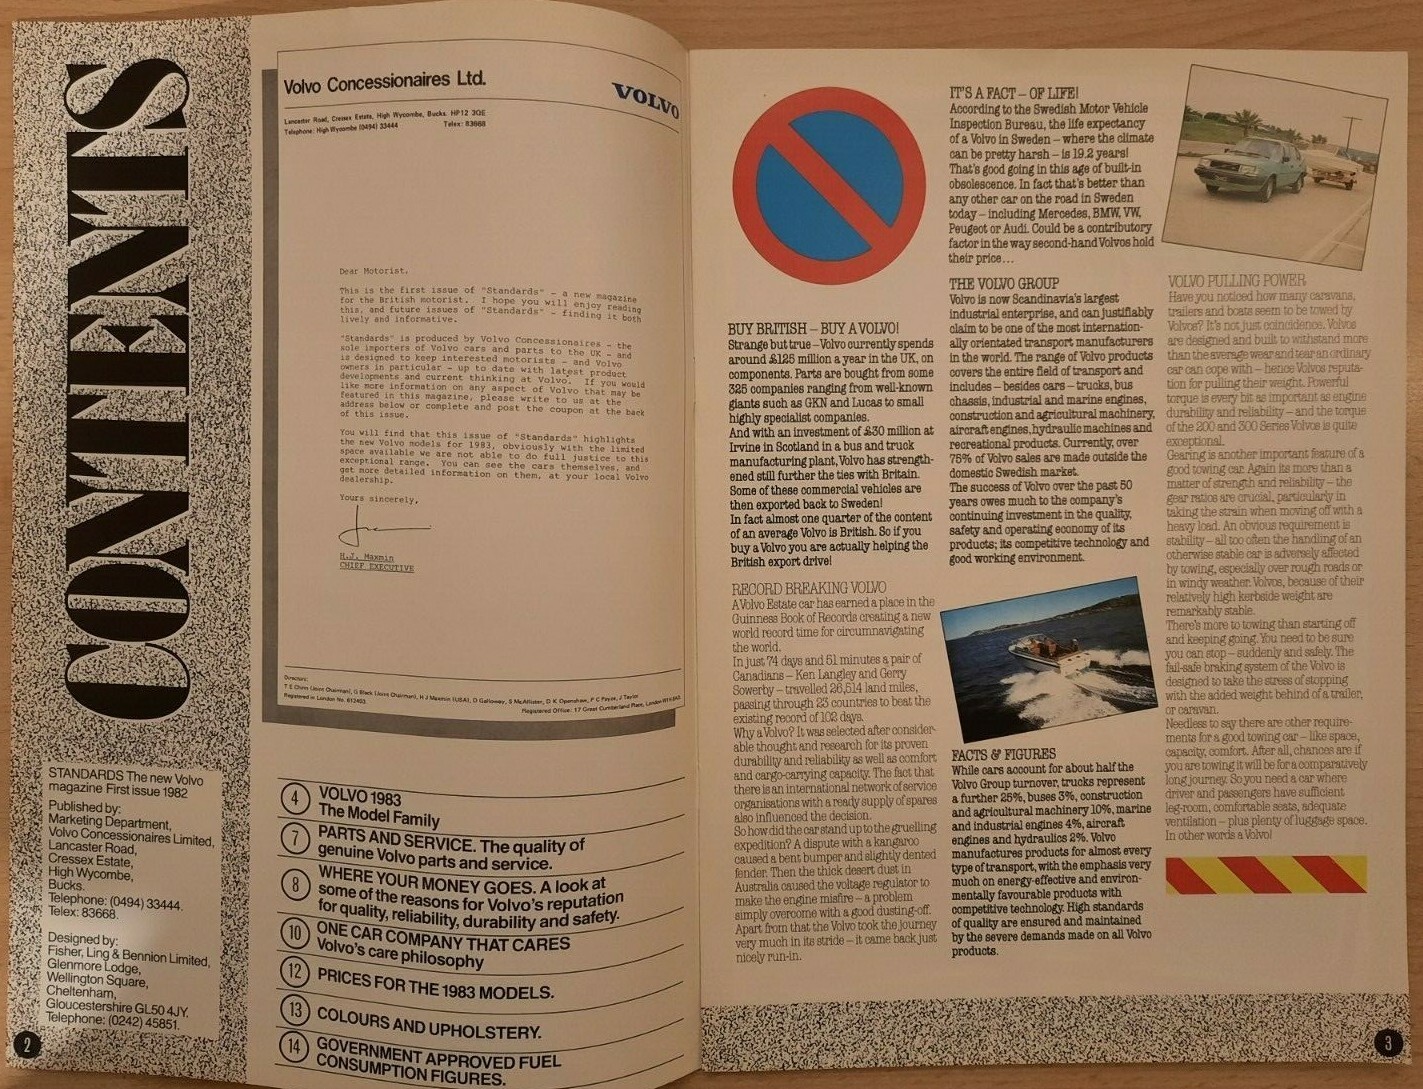 CONTENTS
STANDARDS The new Volvo
magazine First issue 1982
Published by:
Marketing Department,
Volvo Concessionaires Limited,
Lancaster Road,
Cressex Estate,
High Wycombe,
Bucks.
Telephone: (0494) 33444.
Telex: 83668.
Designed by:
Fisher, Ling & Bennion Limited,
Glenmore Lodge,
Wellington Square,
Cheltenham,
Gloucestershire GL50 4JY.
Telephone: (0242) 45851.
2
Volvo Concessionaires Ltd.
VOLVO
Lancaster Road, Cressex Estate, High Wycombe, Bucks. HP12 3QE
Telephone: High Wycombe (0494) 33444 Telex: 83668
Dear Motorist,
This is the first issue of "Standards" - a new magazine
for the British motorist. I hope you will enjoy reading
this, and future issues of "Standards" - finding it both
lively and informative.
"Standards" is produced by Volvo Concessionaires - the
sole importers of Volvo cars and parts to the UK - and
is designed to keep interested motorists - and Volvo
owners in particular - up to date with latest product
developments and current thinking at Volvo. If you would
like more information on any aspect of Volvo that may be
featured in this magazine, please write to us at the
address below or complete and post the coupon at the back
of this issue.
You will find that this issue of "Standards" highlights
the new Volvo models for 1983, obviously with the limited
space available we are not able to do full justice to this
exceptional range. You can see the cars themselves, and
get more detailed information on them, at your local Volvo
dealership.
Yours sincerely,
H.J. Maxmin
CHIEF EXECUTIVE
Directors:
T E Chinn (Joint Chairman), G Black (Joint Chairman), H J Maxmin (USA), D Galloway, S McAllister, D K Openshaw, P C Payne, J Taylor
Registered in London No. 612403. Registered Office: 17 Great Cumberland Place, London
4 VOLVO 1983
The Model Family
7 PARTS AND SERVICE. The quality of
genuine Volvo parts and service.
8 WHERE YOUR MONEY GOES. A look at
some of the reasons for Volvo's reputation
for quality, reliability, durability and safety.
10 ONE CAR COMPANY THAT CARES
Volvo's care philosophy
12 PRICES FOR THE 1983 MODELS.
13 COLOURS AND UPHOLSTERY.
14 GOVERNMENT APPROVED FUEL
CONSUMPTION FIGURES.
BUY BRITISH – BUY A VOLVO!
Strange but true – Volvo currently spends
around £125 million a year in the UK, on
components. Parts are bought from some
325 companies ranging from well-known
giants such as GKN and Lucas to small
highly specialist companies.
And with an investment of £30 million at
Irvine in Scotland in a bus and truck
manufacturing plant, Volvo has strength-
ened still further the ties with Britain.
Some of these commercial vehicles are
then exported back to Sweden!
In fact almost one quarter of the content
of an average Volvo is British. So if you
buy a Volvo you are actually helping the
British export drive!
RECORD BREAKING VOLVO
A Volvo Estate car has earned a place in the
Guinness Book of Records creating a new
world record time for circumnavigating
the world.
In just 74 days and 51 minutes a pair of
Canadians – Ken Langley and Gerry
Sowerby – travelled 26,514 land miles,
passing through 23 countries to beat the
existing record of 102 days.
Why a Volvo? It was selected after consider-
able thought and research for its proven
durability and reliability as well as comfort
and cargo-carrying capacity. The fact that
there is an international network of service
organisations with a ready supply of spares
also influenced the decision.
So how did the car stand up to the gruelling
expedition? A dispute with a kangaroo
caused a bent bumper and slightly dented
fender. Then the thick desert dust in
Australia caused the voltage regulator to
make the engine misfire – a problem
simply overcome with a good dusting-off.
Apart from that the Volvo took the journey
very much in its stride – it came back just
nicely run-in.
IT'S A FACT – OF LIFE!
According to the Swedish Motor Vehicle
Inspection Bureau, the life expectancy
of a Volvo in Sweden – where the climate
can be pretty harsh – is 19.2 years!
That's good going in this age of built-in
obsolescence. In fact that's better than
any other car on the road in Sweden
today – including Mercedes, BMW, VW,
Peugeot or Audi. Could be a contributory
factor in the way second-hand Volvos hold
their price...
THE VOLVO GROUP
Volvo is now Scandinavia's largest
industrial enterprise, and can justifiably
claim to be one of the most internation-
ally orientated transport manufacturers
in the world. The range of Volvo products
covers the entire field of transport and
includes – besides cars – trucks, bus
chassis, industrial and marine engines,
construction and agricultural machinery,
aircraft engines, hydraulic machines and
recreational products. Currently, over
75% of Volvo sales are made outside the
domestic Swedish market.
The success of Volvo over the past 50
years owes much to the company's
continuing investment in the quality,
safety and operating economy of its
products; its competitive technology and
good working environment.
FACTS & FIGURES
While cars account for about half the
Volvo Group turnover, trucks represent
a further 25%, buses 3%, construction
and agricultural machinery 10%, marine
and industrial engines 4%, aircraft
engines and hydraulics 2%. Volvo
manufactures products for almost every
type of transport, with the emphasis very
much on energy-effective and environ-
mentally favourable products with
competitive technology. High standards
of quality are ensured and maintained
by the severe demands made on all Volvo
products.
VOLVO PULLING POWER
Have you noticed how many caravans,
trailers and boats seem to be towed by
Volvos? It's not just coincidence. Volvos
are designed and built to withstand more
than the average wear and tear an ordinary
car can cope with – hence Volvos reputa-
tion for pulling their weight. Powerful
torque is every bit as important as engine
durability and reliability – and the torque
of the 200 and 300 Series Volvos is quite
exceptional.
Gearing is another important feature of a
good towing car. Again its more than a
matter of strength and reliability – the
gear ratios are crucial, particularly in
taking the strain when moving off with a
heavy load. An obvious requirement is
stability – all too often the handling of an
otherwise stable car is adversely affected
by towing, especially over rough roads or
in windy weather. Volvos, because of their
relatively high kerbside weight are
remarkably stable.
There's more to towing than starting off
and keeping going. You need to be sure
you can stop – suddenly and safely. The
fail-safe braking system of the Volvo is
designed to take the stress of stopping
with the added weight behind of a trailer,
or caravan.
Needless to say there are other require-
ments for a good towing car – like space,
capacity, comfort. After all, chances are if
you are towing it will be for a comparatively
long journey. So you need a car where
driver and passengers have sufficient
leg-room, comfortable seats, adequate
ventilation – plus plenty of luggage space.
In other words a Volvo!
3